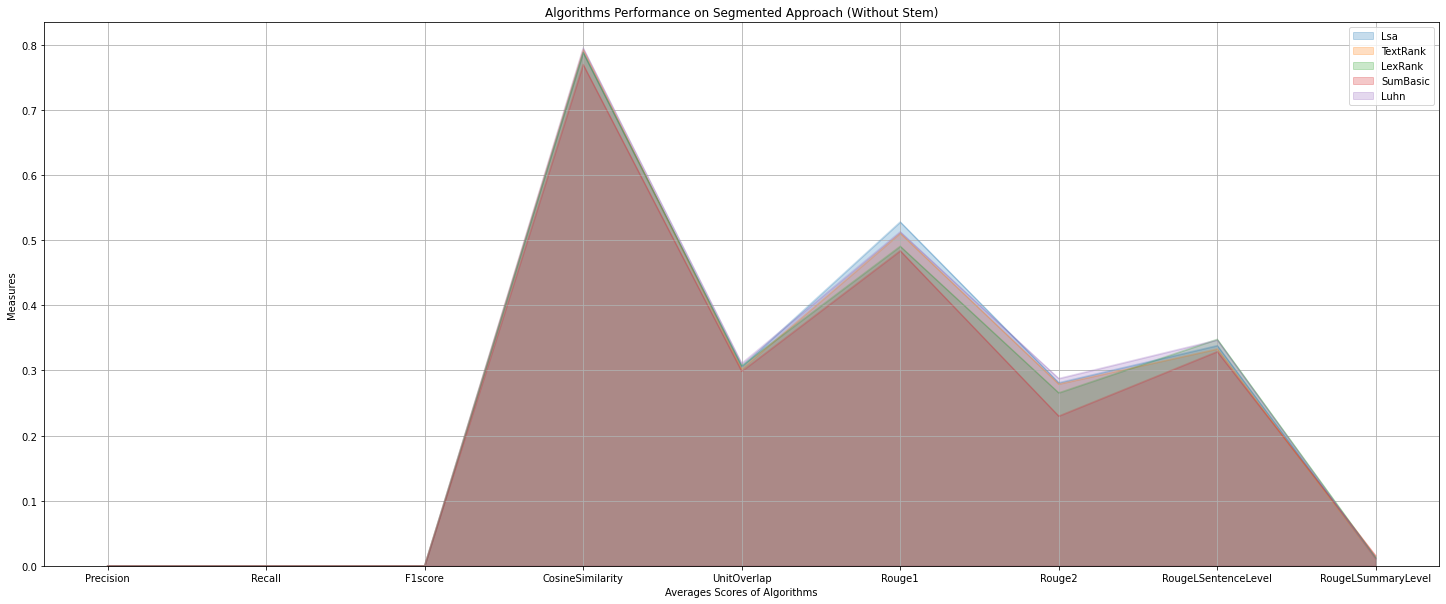 Algorithms Performance on Segmented Approach (Without Stem)
Lsa
TextRank
LexRank
SumBasic
Luhn
Measures
0.8
0.7
0.6
0.5
0.4
0.3
0.2
0.1
0.0
Precision Recall F1score CosineSimilarity UnitOverlap Rouge1 Rouge2 RougeLSentenceLevel RougeLSummaryLevel
Averages Scores of Algorithms